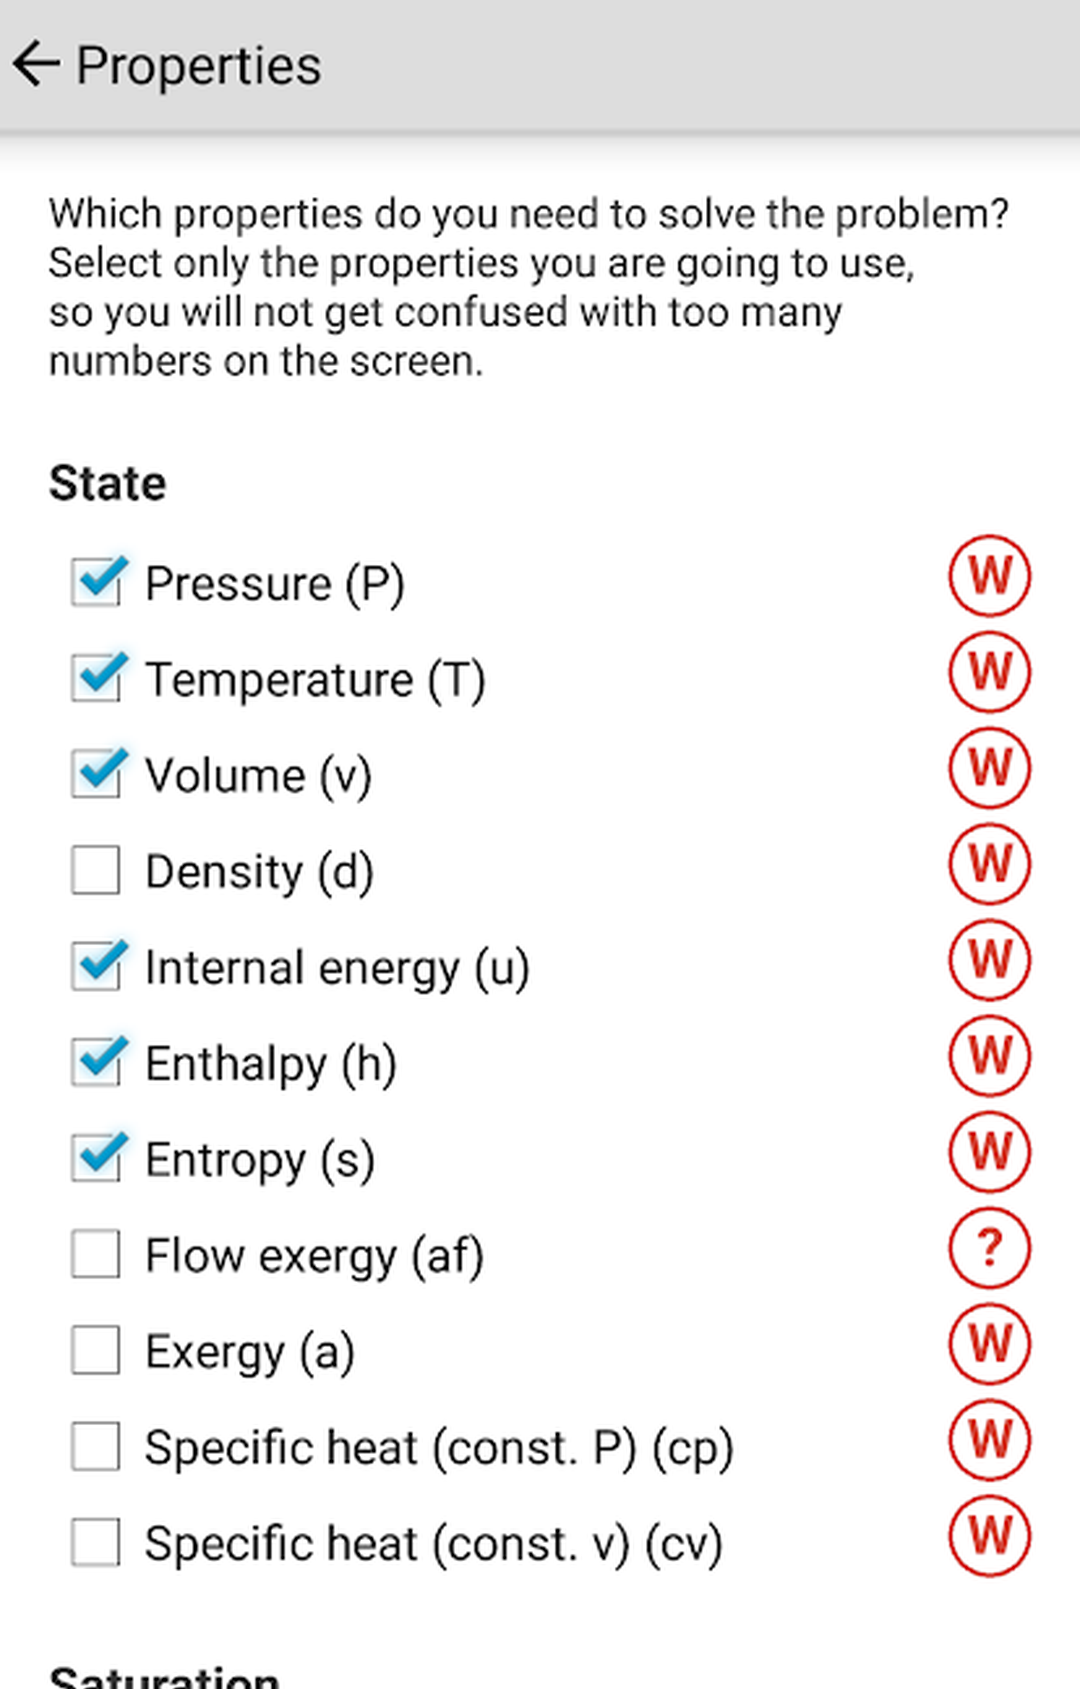 Properties
Which properties do you need to solve the problem?
Select only the properties you are going to use,
so you will not get confused with too many
numbers on the screen.
State
Pressure (P) W
Temperature (T) W
Volume (v) W
Density (d) W
Internal energy (u) W
Enthalpy (h) W
Entropy (s) W
Flow exergy (af) ?
Exergy (a) W
Specific heat (const. P) (cp) W
Specific heat (const. v) (cv) W
Saturation